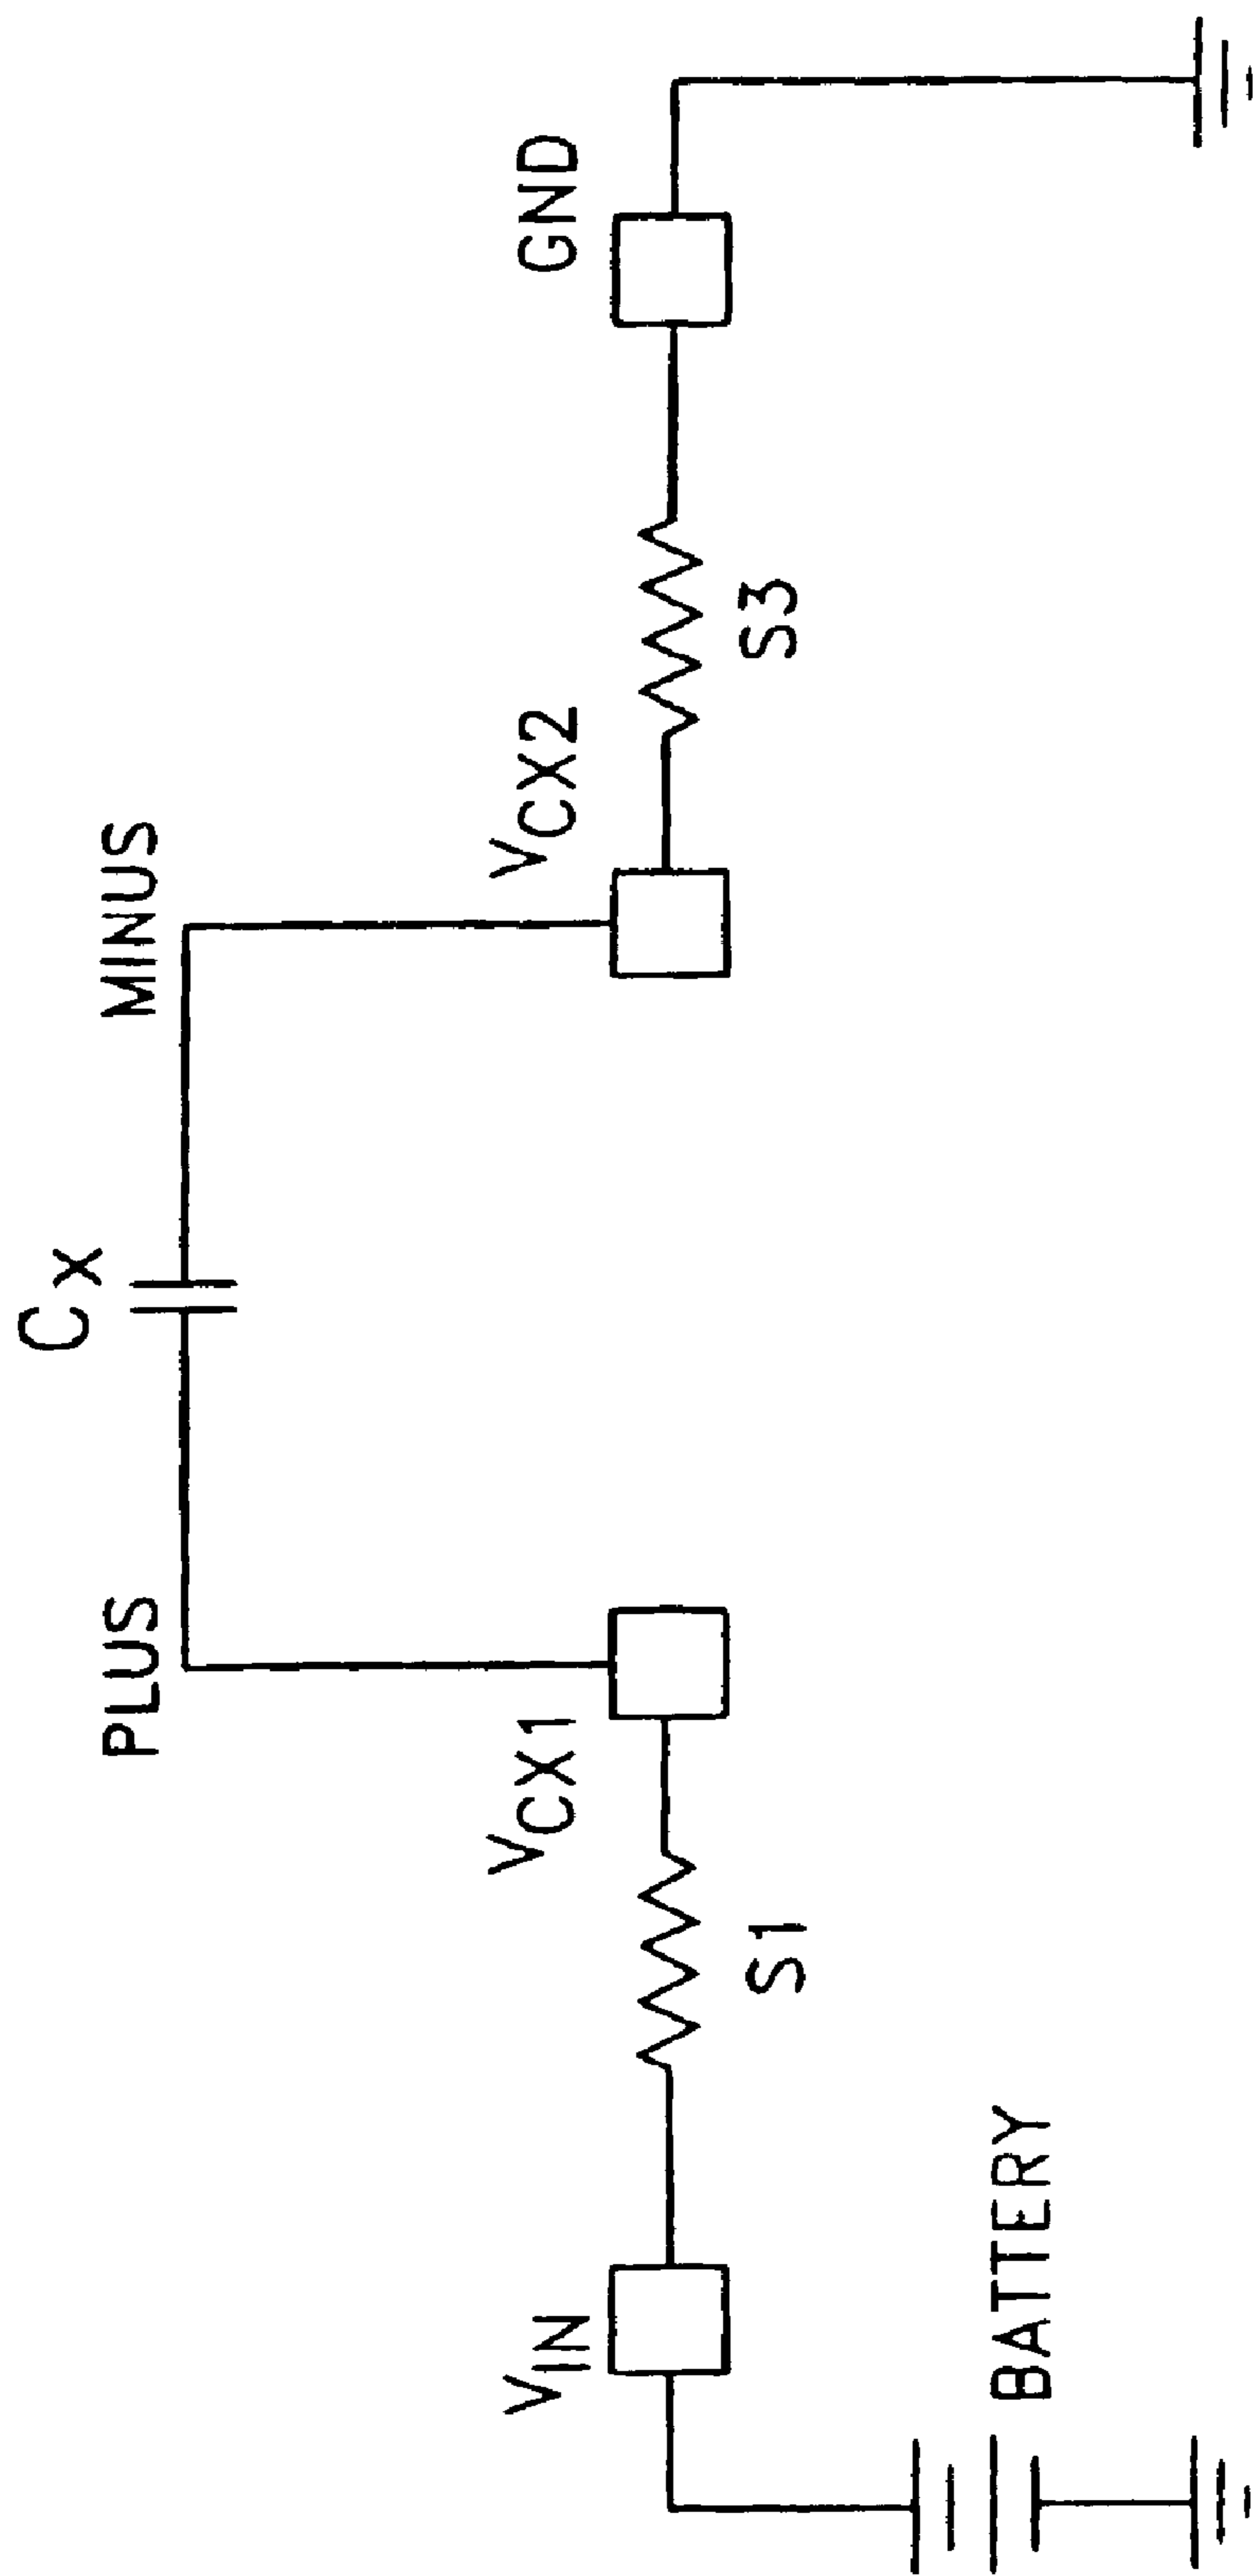 Cx
PLUS
MINUS
VIN
VCX1
VCX2
GND
S1
S3
BATTERY